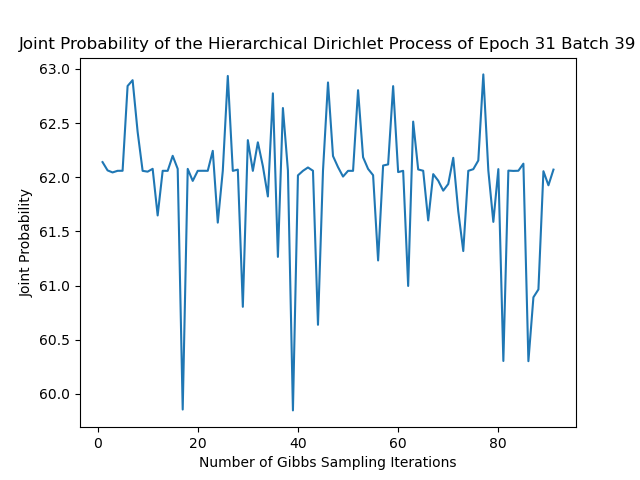 Joint Probability of the Hierarchical Dirichlet Process of Epoch 31 Batch 39
63.0
62.5
62.0
61.5
61.0
60.5
60.0
Joint Probability
0 20 40 60 80
Number of Gibbs Sampling Iterations